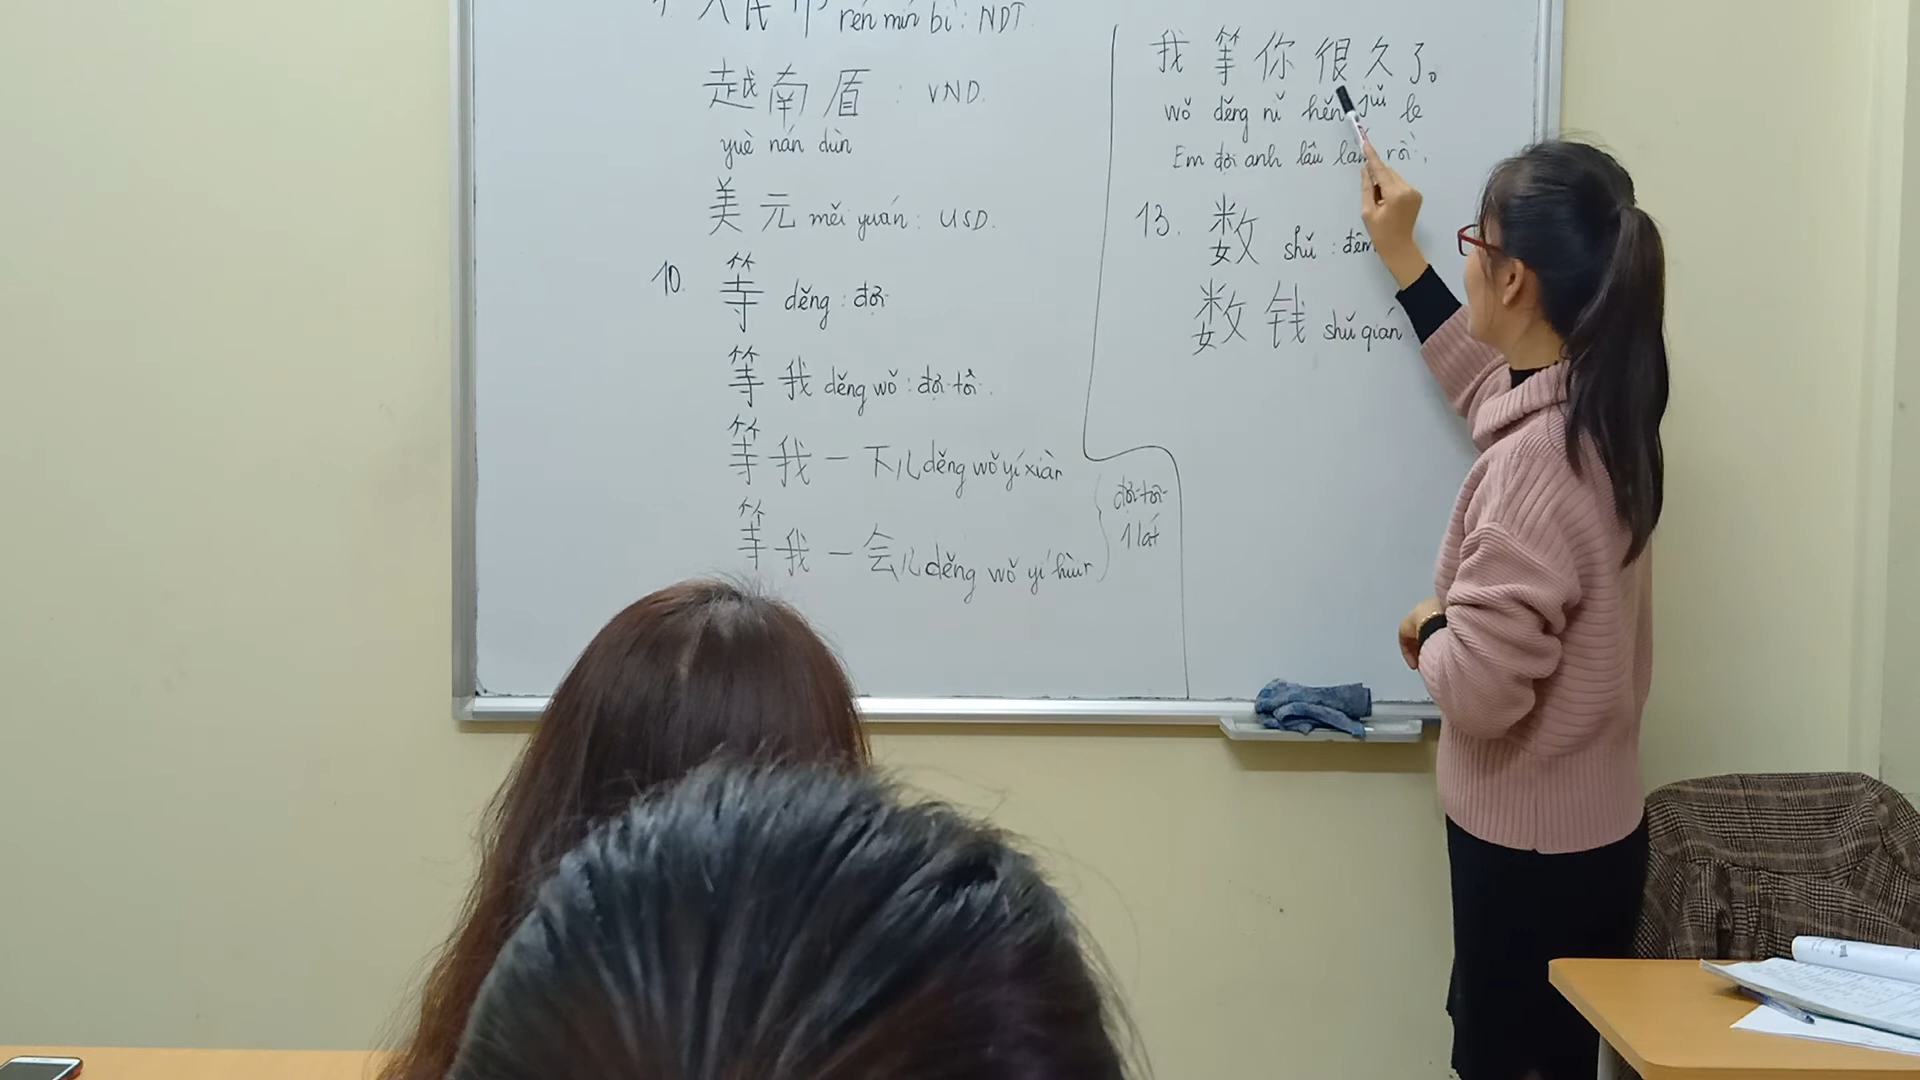 人民币 rén mín bì : NDT
越南盾 : VND.
yuè nán dùn
美元 měi yuán : USD.
10. 等 děng : đợi
等我 děng wǒ : đợi tôi.
等我一下儿 děng wǒ yí xiàr
等我一会儿 děng wǒ yí huìr
đợi tôi
1 lát
我等你很久了。
wǒ děng nǐ hěn jiǔ le
Em đợi anh lâu lắm rồi.
13. 数 shǔ : đếm
数钱 shǔ qián